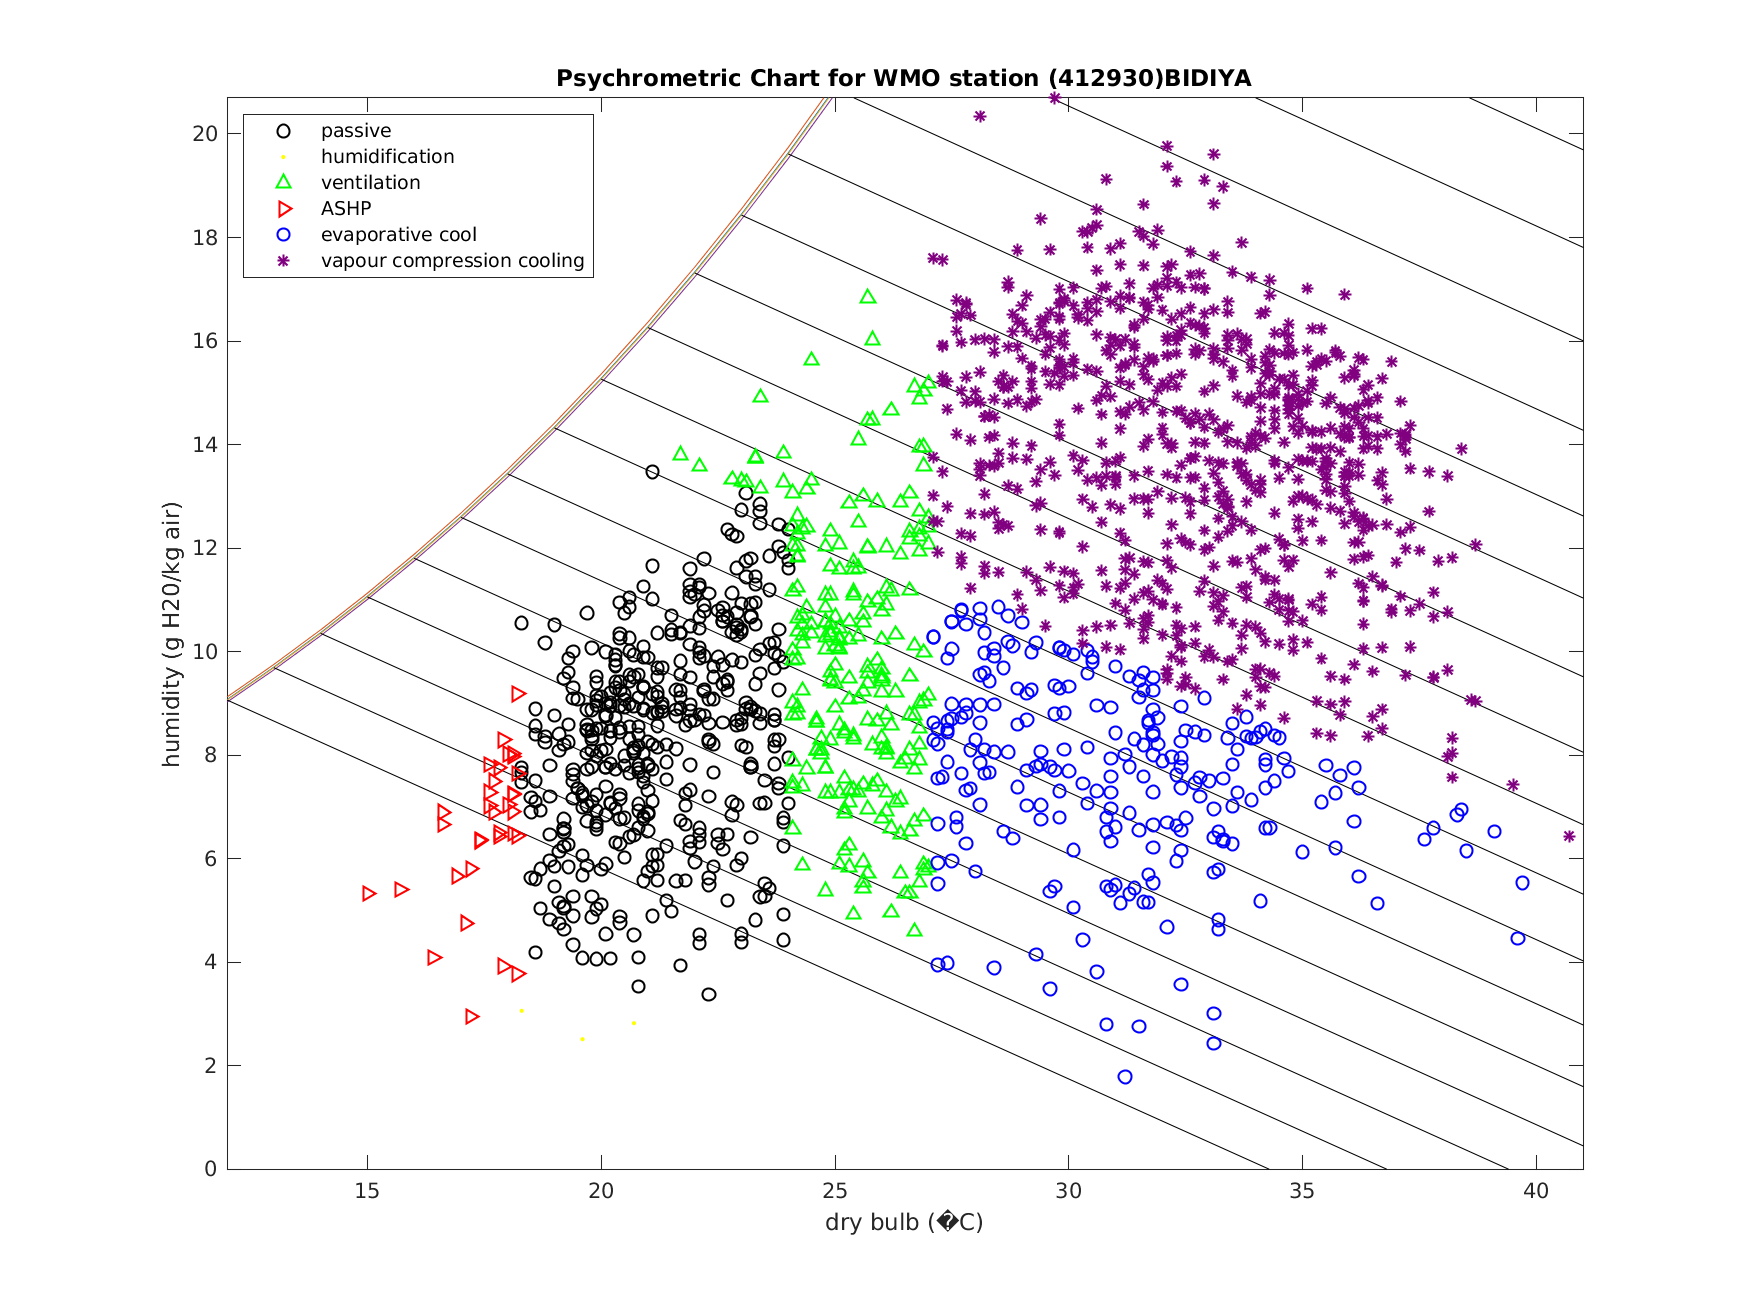 Psychrometric Chart for WMO station (412930)BIDIYA
passive
humidification
ventilation
ASHP
evaporative cool
vapour compression cooling
humidity (g H20/kg air)
20
18
16
14
12
10
8
6
4
2
0
15 20 25 30 35 40
dry bulb (�C)